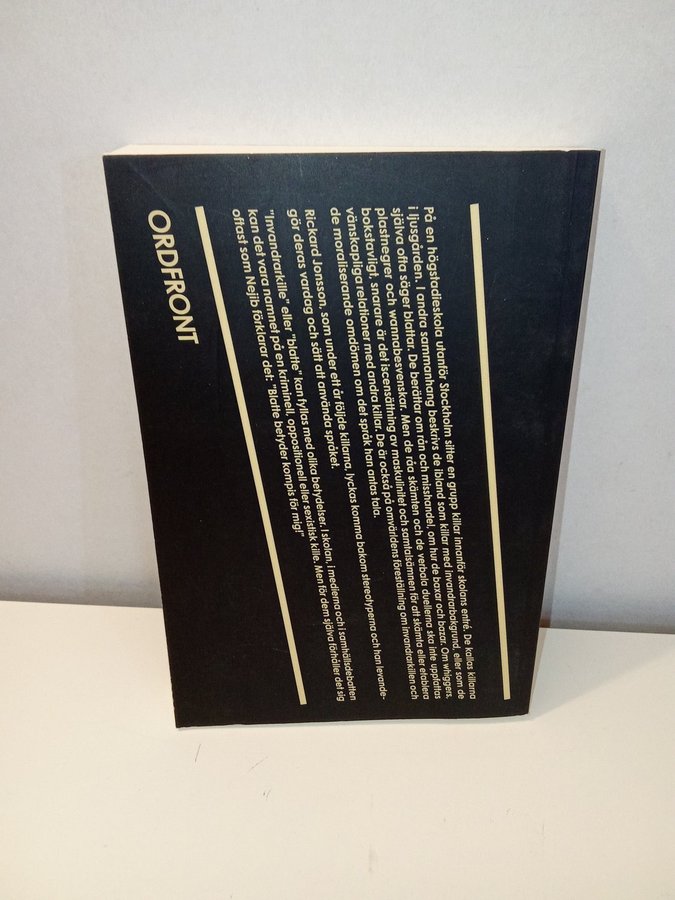 På en högstadieskola utanför Stockholm sitter en grupp killar innanför skolans entré. De kallas killarna
i ljusgården. I andra sammanhang beskrivs de ibland som killar med invandrarbakgrund, eller som de
själva ofta säger blattar. De berättar om rån och misshandel, om hur de baxar och bazar. Om whiggers,
plastnegrer och wannabesvenskar. Men de råa skämten och de verbala duellerna ska inte uppfattas
bokstavligt, snarare är det iscensättning av maskulinitet och samtalsämnen för att skämta eller etablera
vänskapliga relationer med andra killar. De är också på omvärldens föreställning om invandrarkillen och
de moraliserande omdömen om det språk han antas tala.
Rickard Jonsson, som under ett år följde killarna, lyckas komma bakom stereotyperna och han levande-
gör deras vardag och sätt att använda språket.
"Invandrarkille" eller "blatte" kan fyllas med olika betydelser. I skolan, i medierna och i samhällsdebatten
kan det vara namnet på en kriminell, oppositionell eller sexistisk kille. Men för dem själva förhåller det sig
oftast som Nejib förklarar det: "Blatte betyder kompis för mig!"
ORDFRONT